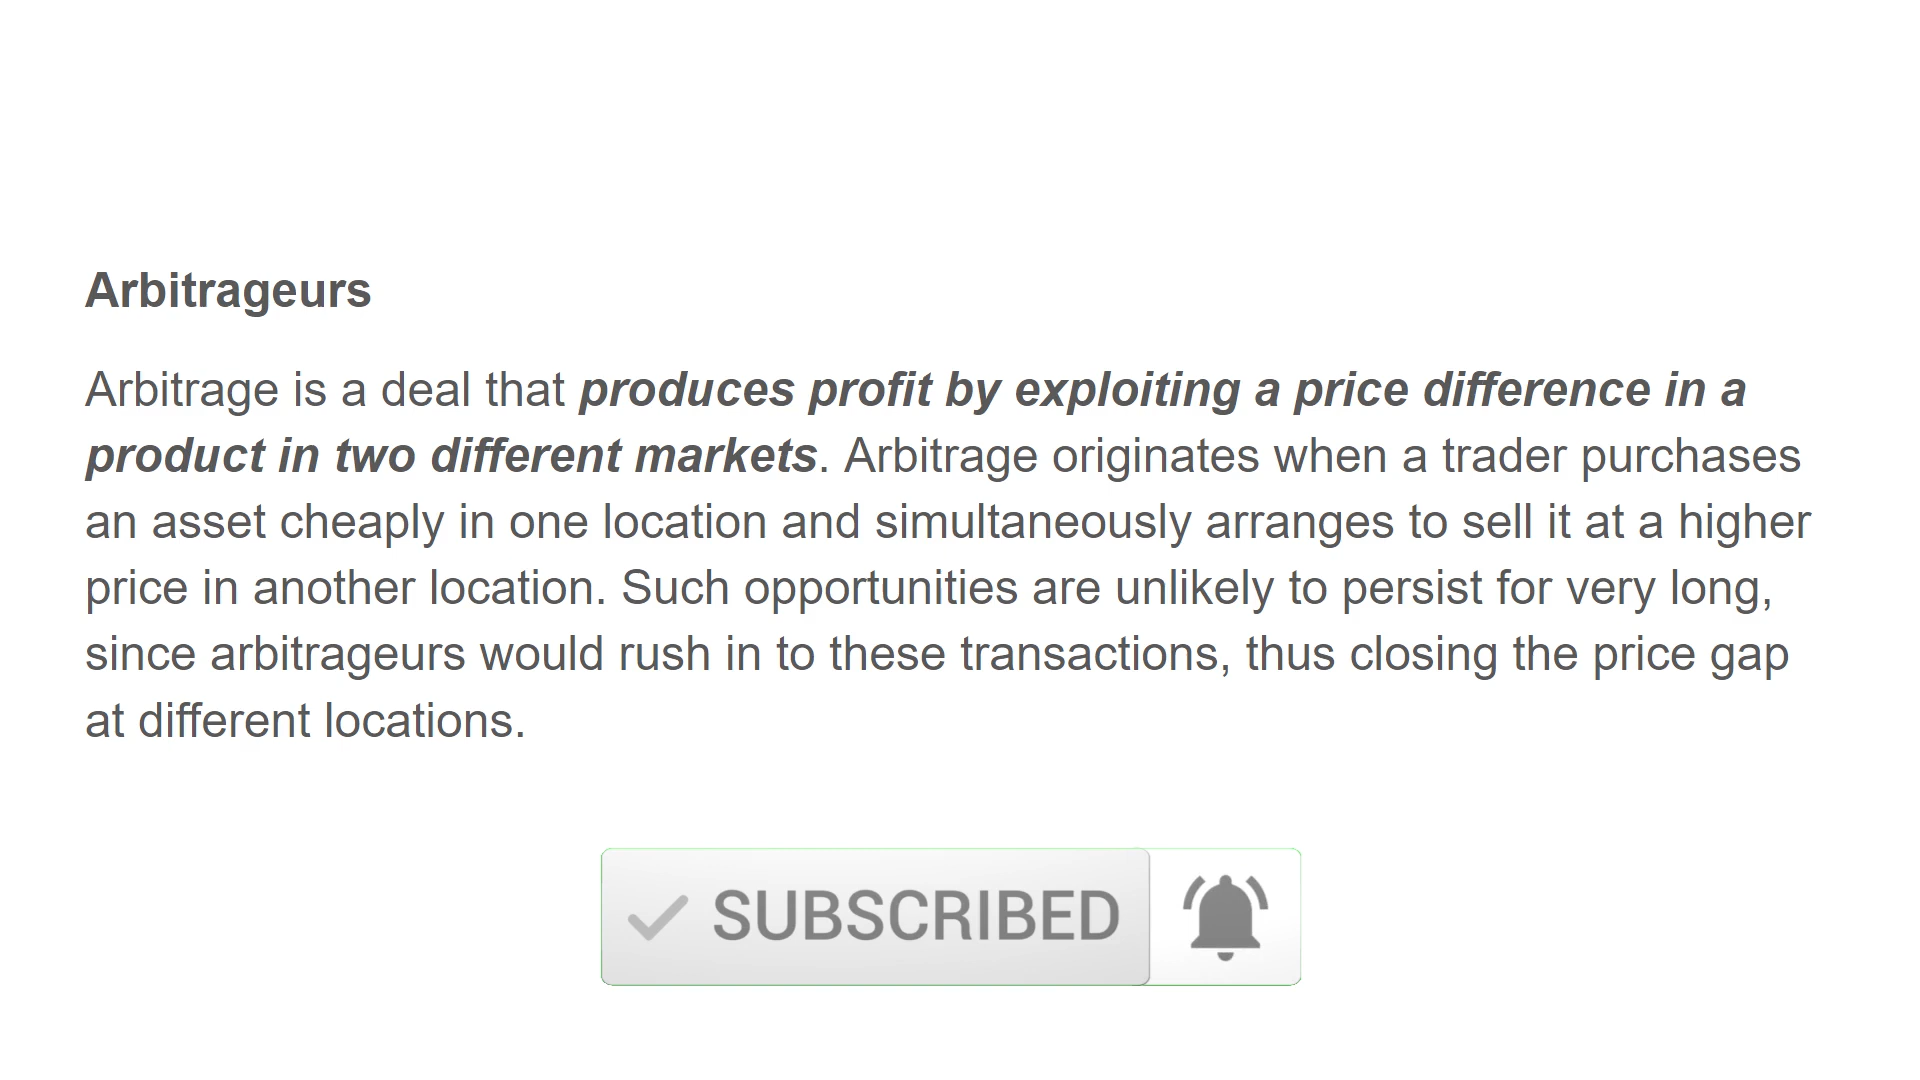 Arbitrageurs
Arbitrage is a deal that produces profit by exploiting a price difference in a
product in two different markets. Arbitrage originates when a trader purchases
an asset cheaply in one location and simultaneously arranges to sell it at a higher
price in another location. Such opportunities are unlikely to persist for very long,
since arbitrageurs would rush in to these transactions, thus closing the price gap
at different locations.
SUBSCRIBED